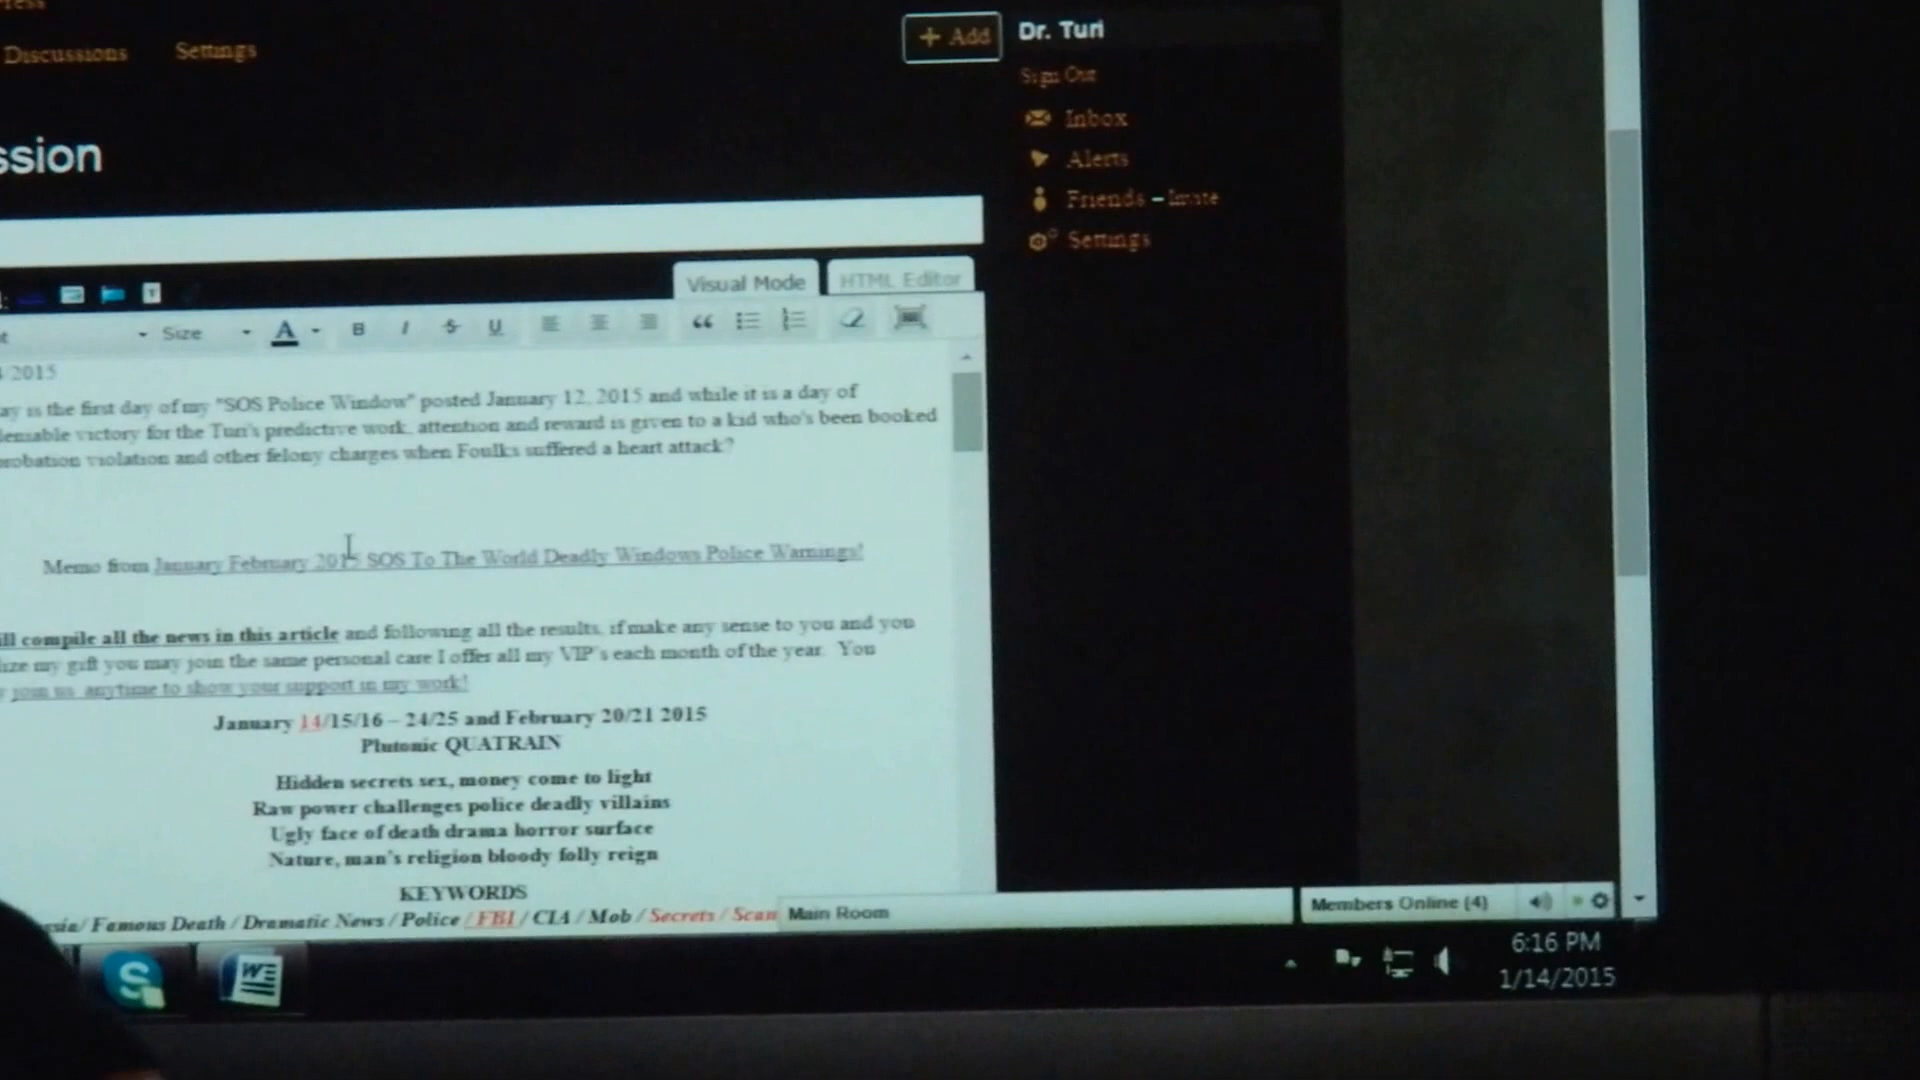 Discussions Settings
+ Add
Dr. Turi
Sign Out
Inbox
Alerts
Friends – Invite
Settings
ssion
Visual Mode
HTML Editor
Size A B I S U
2015
ay is the first day of my "SOS Police Window" posted January 12, 2015 and while it is a day of
deniable victory for the Turi's predictive work, attention and reward is given to a kid who's been booked
probation violation and other felony charges when Foulks suffered a heart attack?
Memo from January February 2015 SOS To The World Deadly Windows Police Warnings!
ill compile all the news in this article and following all the results, if make any sense to you and you
lize my gift you may join the same personal care I offer all my VIP's each month of the year. You
join us anytime to show your support in my work!
January 14/15/16 – 24/25 and February 20/21 2015
Plutonic QUATRAIN
Hidden secrets sex, money come to light
Raw power challenges police deadly villains
Ugly face of death drama horror surface
Nature, man's religion bloody folly reign
KEYWORDS
/ Famous Death / Dramatic News / Police / FBI / CIA / Mob / Secrets / Scan
Main Room
Members Online (4)
6:16 PM
1/14/2015